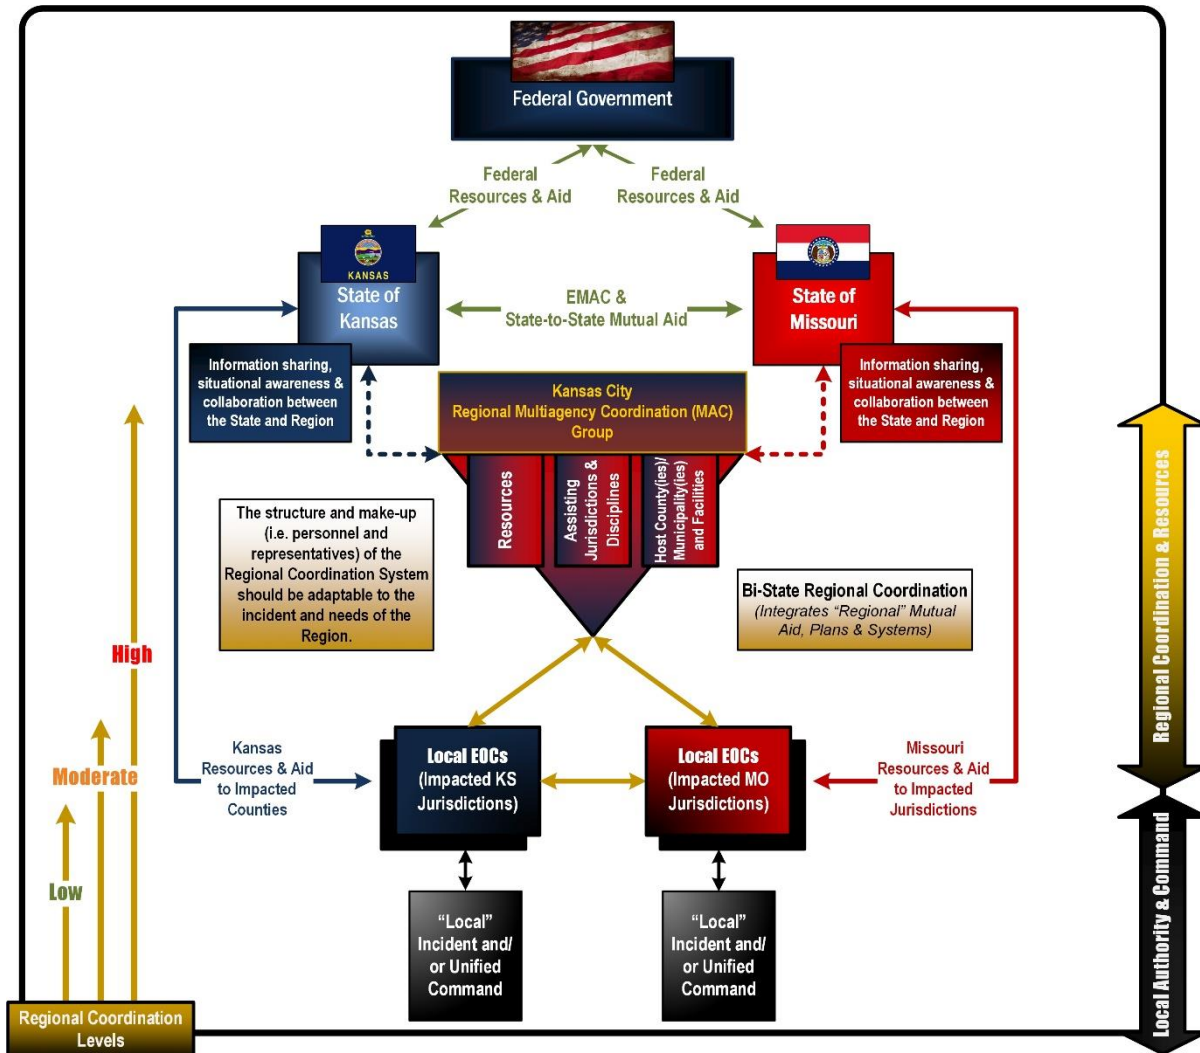 Federal Government
Federal
Resources & Aid
Federal
Resources & Aid
KANSAS
State of
Kansas
EMAC &
State-to-State Mutual Aid
State of
Missouri
Information sharing,
situational awareness &
collaboration between
the State and Region
Information sharing,
situational awareness &
collaboration between
the State and Region
Kansas City
Regional Multiagency Coordination (MAC)
Group
Resources
Assisting
Jurisdictions &
Disciplines
Host County(ies)/
Municipality(ies)
and Facilities
The structure and make-up
(i.e. personnel and
representatives) of the
Regional Coordination System
should be adaptable to the
incident and needs of the
Region.
Bi-State Regional Coordination
(Integrates “Regional” Mutual
Aid, Plans & Systems)
High
Moderate
Low
Kansas
Resources & Aid
to Impacted
Counties
Local EOCs
(Impacted KS
Jurisdictions)
Local EOCs
(Impacted MO
Jurisdictions)
Missouri
Resources & Aid
to Impacted
Jurisdictions
“Local”
Incident and/
or Unified
Command
“Local”
Incident and/
or Unified
Command
Regional Coordination
Levels
Regional Coordination & Resources
Local Authority & Command